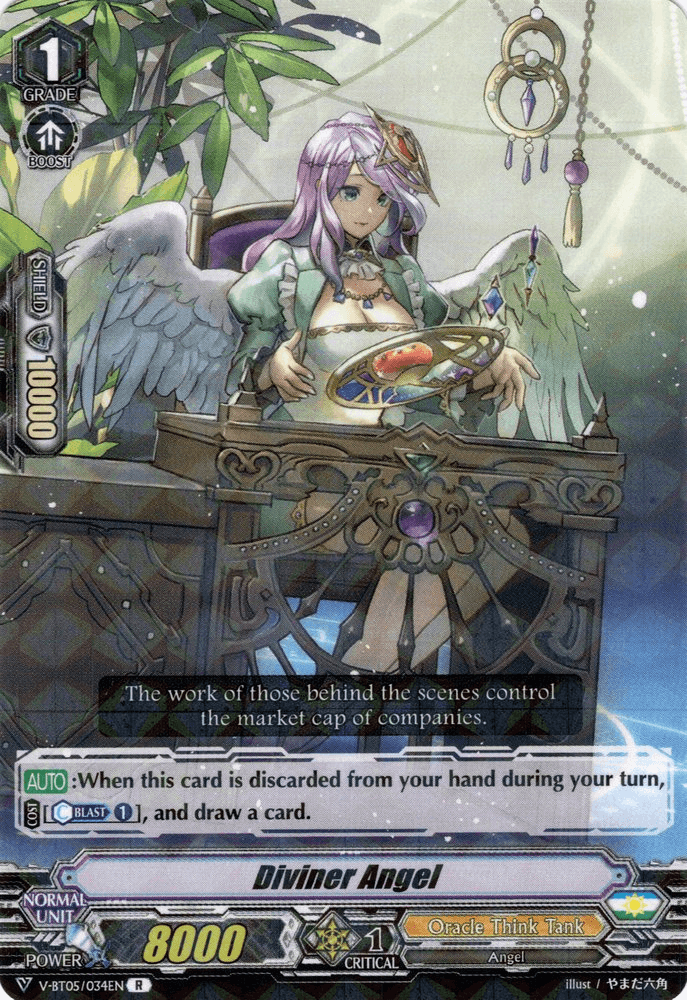 1
GRADE
BOOST
SHIELD
10000
The work of those behind the scenes control
the market cap of companies.
AUTO :When this card is discarded from your hand during your turn,
COST [C BLAST 1], and draw a card.
Diviner Angel
NORMAL
UNIT
POWER
8000
1
CRITICAL
Oracle Think Tank
Angel
V-BT05/034EN R
illust / やまだ六角